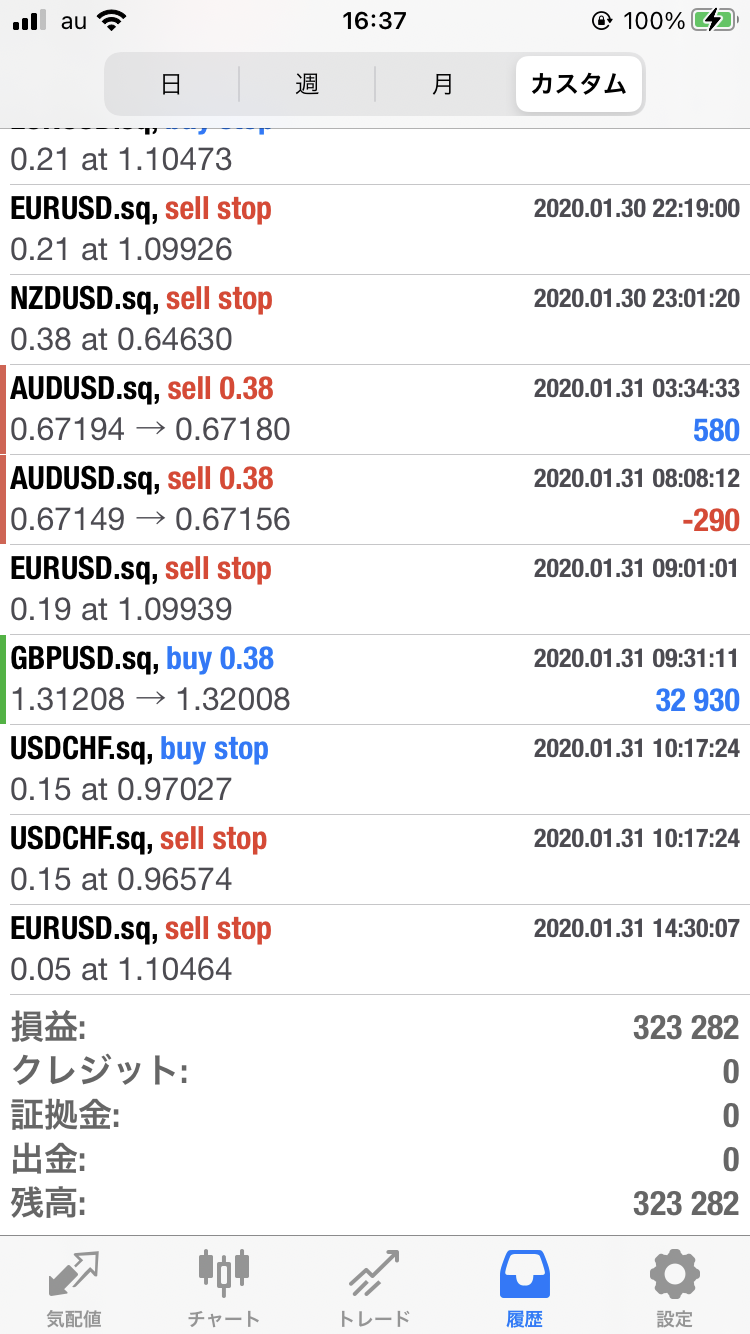 au 16:37 100%
日 週 月 カスタム
0.21 at 1.10473
EURUSD.sq, sell stop 2020.01.30 22:19:00
0.21 at 1.09926
NZDUSD.sq, sell stop 2020.01.30 23:01:20
0.38 at 0.64630
AUDUSD.sq, sell 0.38 2020.01.31 03:34:33
0.67194 → 0.67180 580
AUDUSD.sq, sell 0.38 2020.01.31 08:08:12
0.67149 → 0.67156 -290
EURUSD.sq, sell stop 2020.01.31 09:01:01
0.19 at 1.09939
GBPUSD.sq, buy 0.38 2020.01.31 09:31:11
1.31208 → 1.32008 32 930
USDCHF.sq, buy stop 2020.01.31 10:17:24
0.15 at 0.97027
USDCHF.sq, sell stop 2020.01.31 10:17:24
0.15 at 0.96574
EURUSD.sq, sell stop 2020.01.31 14:30:07
0.05 at 1.10464
損益: 323 282
クレジット: 0
証拠金: 0
出金: 0
残高: 323 282
気配値 チャート トレード 履歴 設定